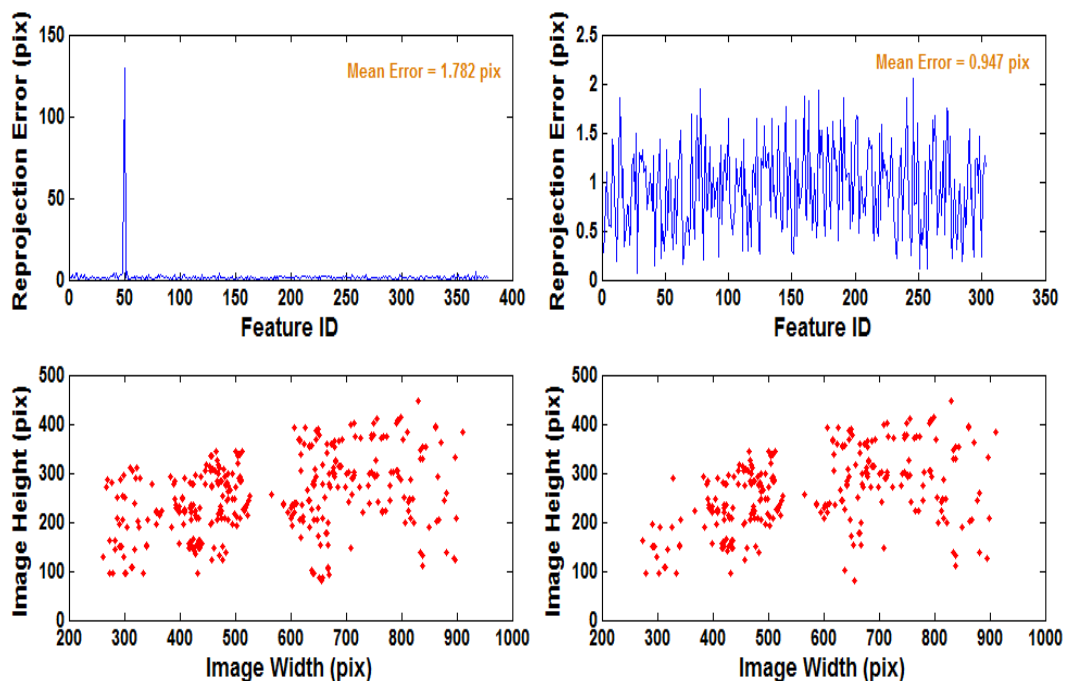 Reprojection Error (pix)
150
100
50
0
Mean Error = 1.782 pix
0 50 100 150 200 250 300 350 400
Feature ID
Reprojection Error (pix)
2.5
2
1.5
1
0.5
0
Mean Error = 0.947 pix
0 50 100 150 200 250 300 350
Feature ID
Image Height (pix)
500
400
300
200
100
0
200 300 400 500 600 700 800 900 1000
Image Width (pix)
Image Height (pix)
500
400
300
200
100
0
200 300 400 500 600 700 800 900 1000
Image Width (pix)